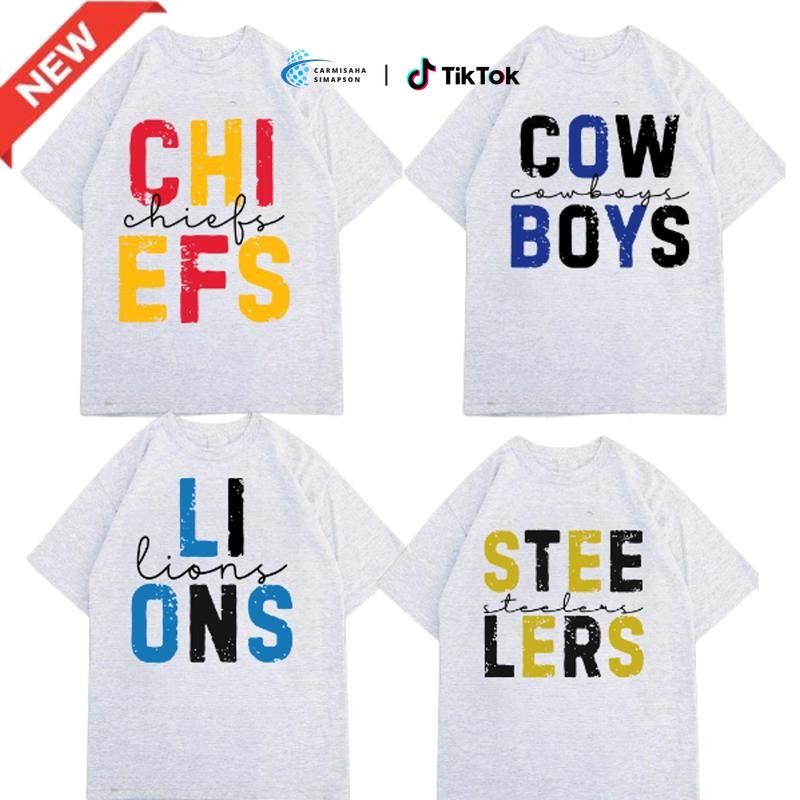 NEW
CARMISAHA
SIMAPSON
|
TikTok
CHI
chiefs
EFS
COW
cowboys
BOYS
LI
lions
ONS
STEE
steelers
LERS